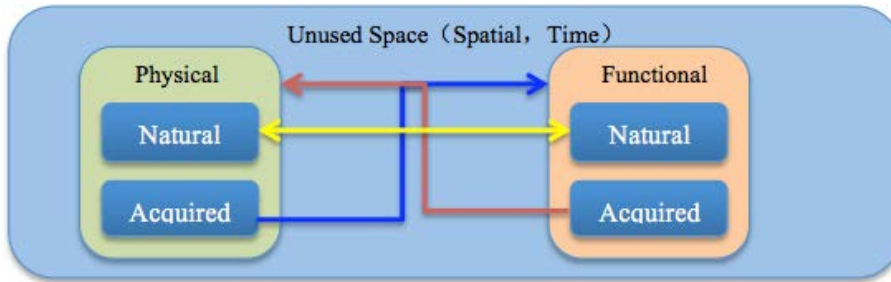 Unused Space（Spatial，Time）
Physical
Functional
Natural
Natural
Acquired
Acquired